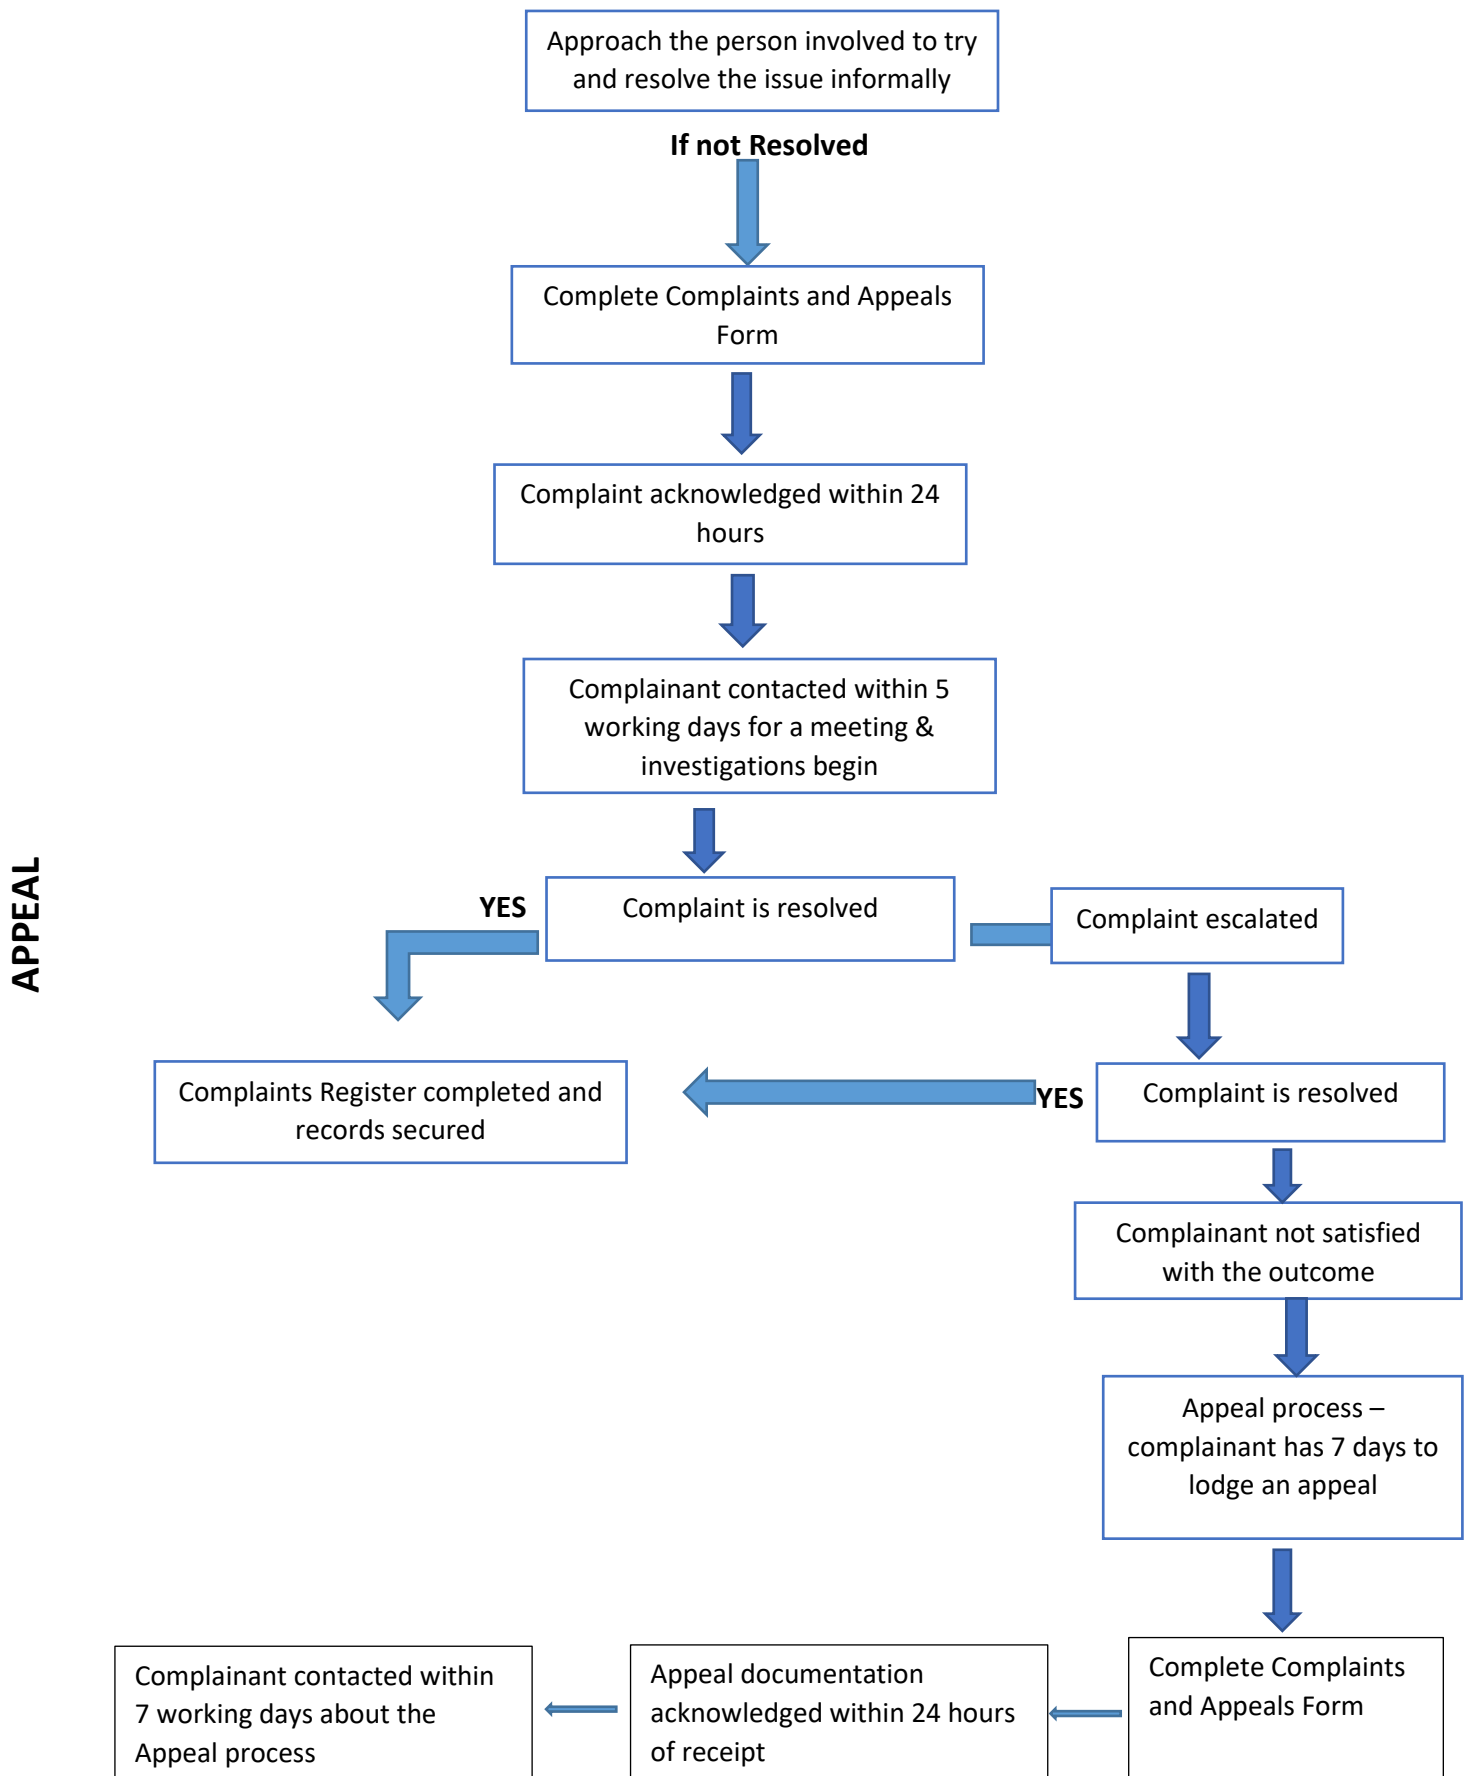 Approach the person involved to try
and resolve the issue informally
If not Resolved
Complete Complaints and Appeals
Form
Complaint acknowledged within 24
hours
Complainant contacted within 5
working days for a meeting &
investigations begin
APPEAL
YES
Complaint is resolved
Complaint escalated
Complaints Register completed and
records secured
YES
Complaint is resolved
Complainant not satisfied
with the outcome
Appeal process –
complainant has 7 days to
lodge an appeal
Complete Complaints
and Appeals Form
Appeal documentation
acknowledged within 24 hours
of receipt
Complainant contacted within
7 working days about the
Appeal process